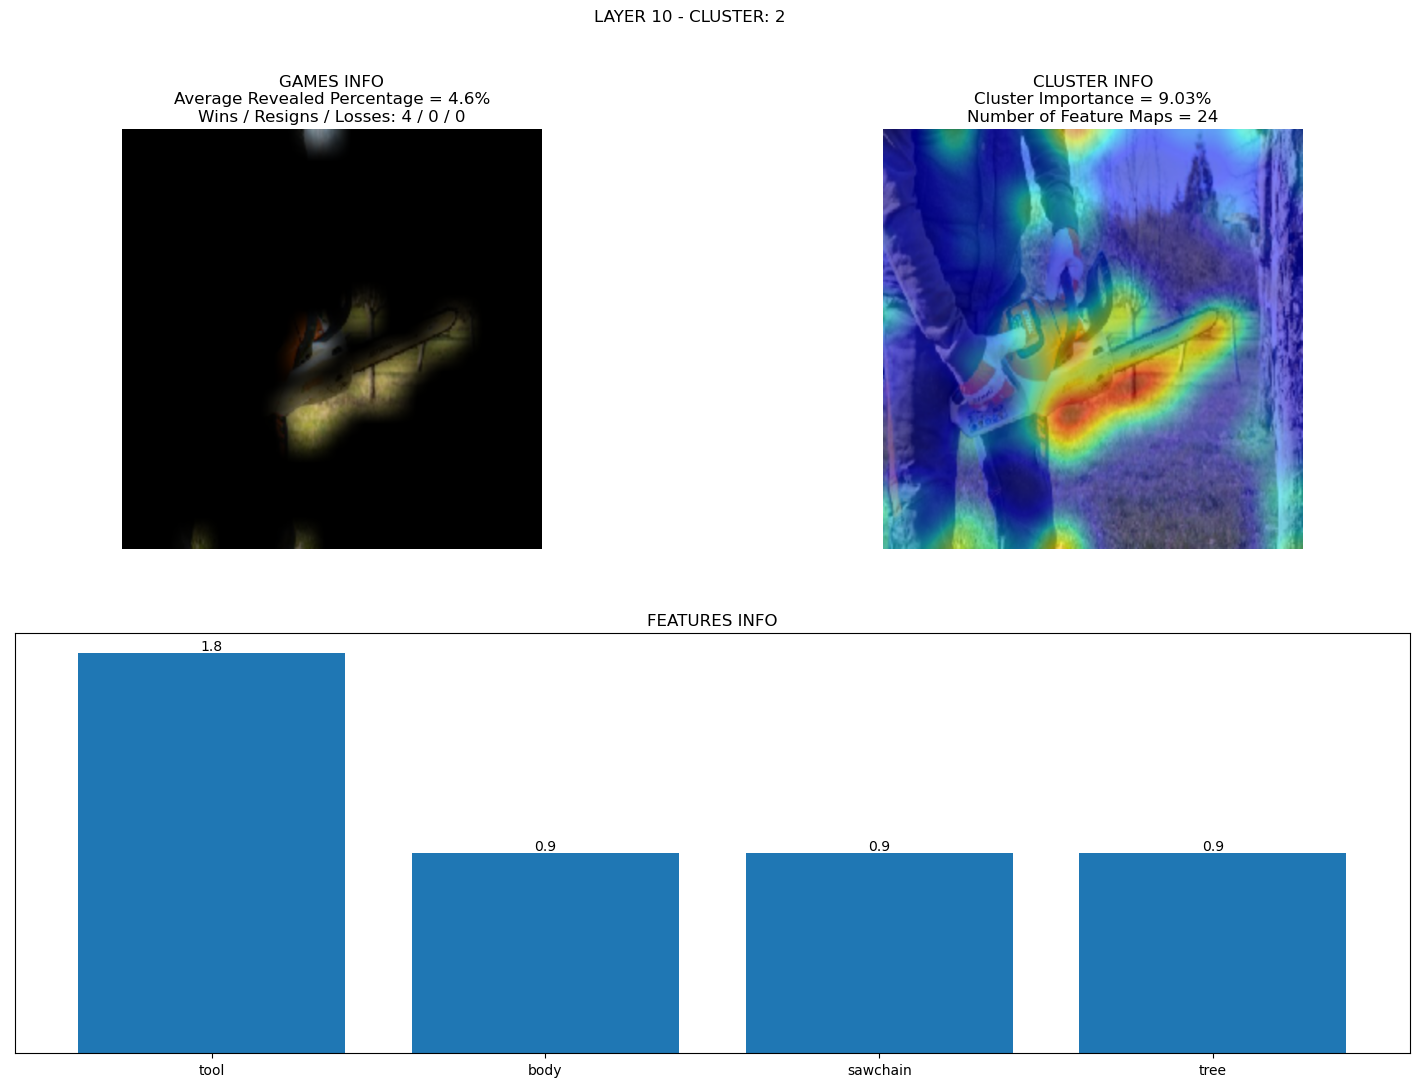 LAYER 10 - CLUSTER: 2
GAMES INFO
Average Revealed Percentage = 4.6%
Wins / Resigns / Losses: 4 / 0 / 0
CLUSTER INFO
Cluster Importance = 9.03%
Number of Feature Maps = 24
FEATURES INFO
1.8
0.9
0.9
0.9
tool
body
sawchain
tree